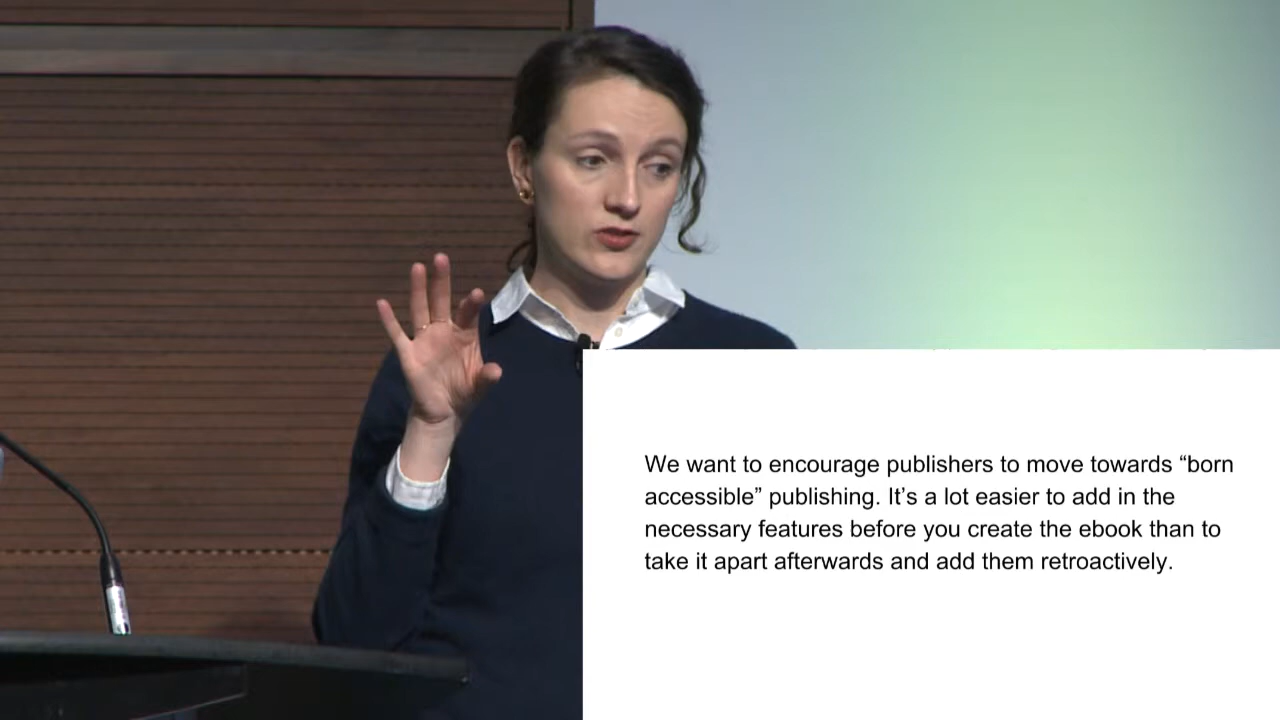 We want to encourage publishers to move towards “born
accessible” publishing. It’s a lot easier to add in the
necessary features before you create the ebook than to
take it apart afterwards and add them retroactively.